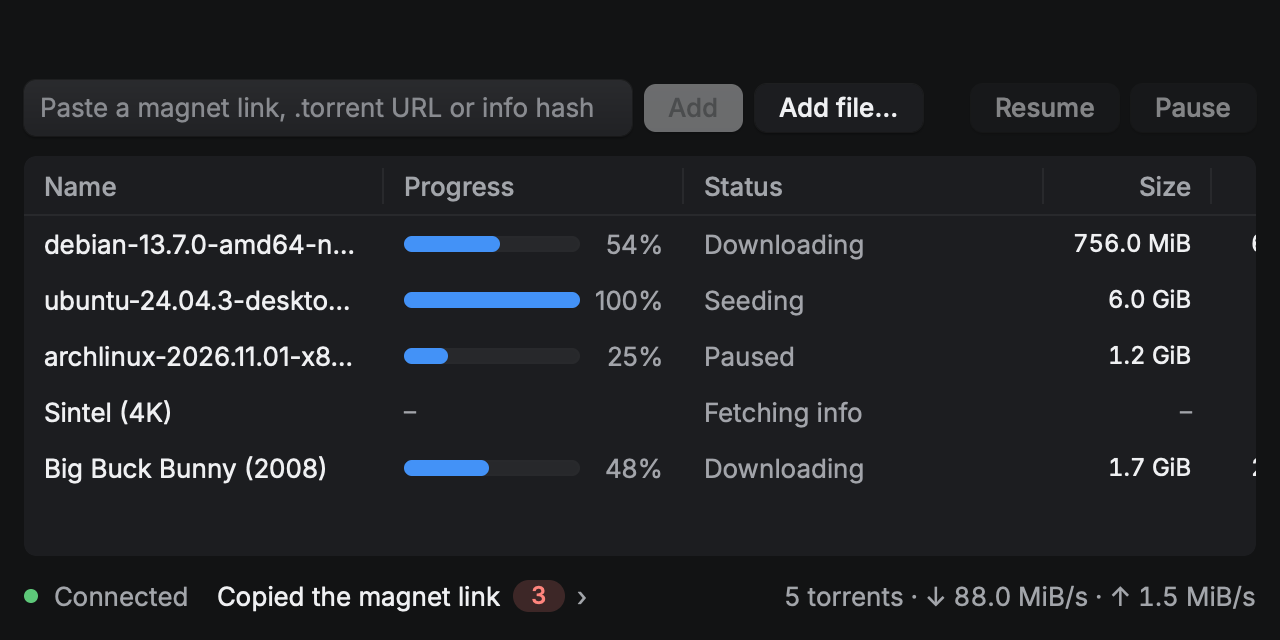 Paste a magnet link, .torrent URL or info hash Add Add file... Resume Pause
Name Progress Status Size
debian-13.7.0-amd64-n... 54% Downloading 756.0 MiB
ubuntu-24.04.3-deskto... 100% Seeding 6.0 GiB
archlinux-2026.11.01-x8... 25% Paused 1.2 GiB
Sintel (4K) – Fetching info –
Big Buck Bunny (2008) 48% Downloading 1.7 GiB
Connected Copied the magnet link 3 › 5 torrents · ↓ 88.0 MiB/s · ↑ 1.5 MiB/s